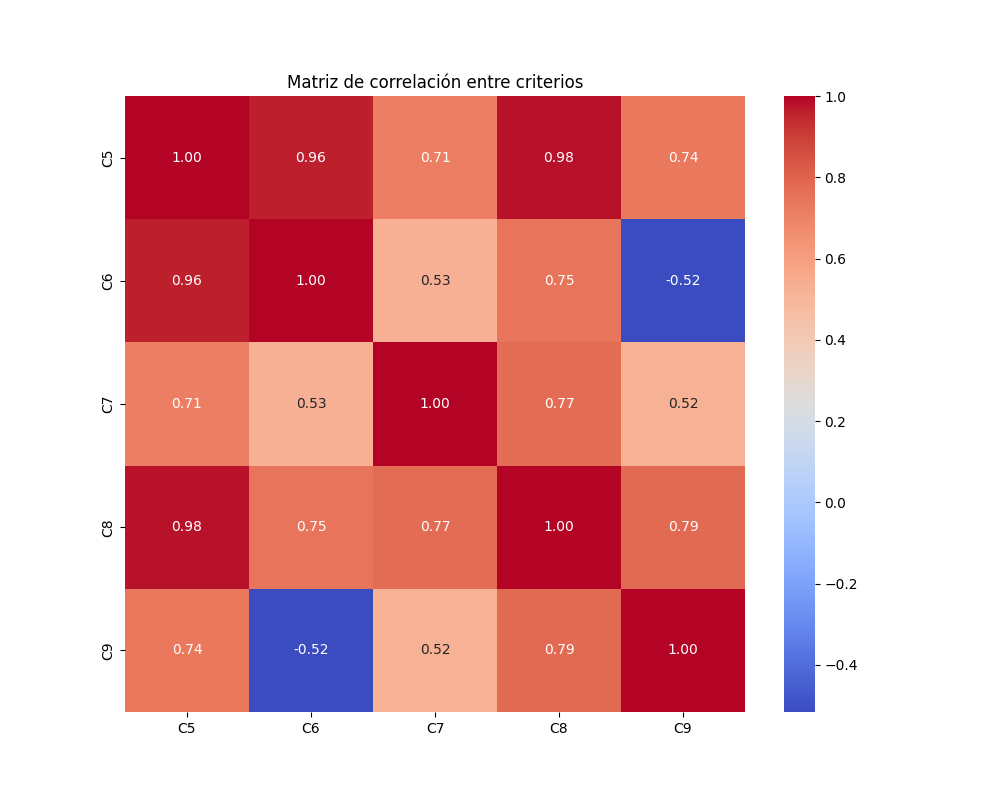 Matriz de correlación entre criterios
C5 1.00 0.96 0.71 0.98 0.74
C6 0.96 1.00 0.53 0.75 -0.52
C7 0.71 0.53 1.00 0.77 0.52
C8 0.98 0.75 0.77 1.00 0.79
C9 0.74 -0.52 0.52 0.79 1.00
C5 C6 C7 C8 C9
1.0
0.8
0.6
0.4
0.2
0.0
−0.2
−0.4